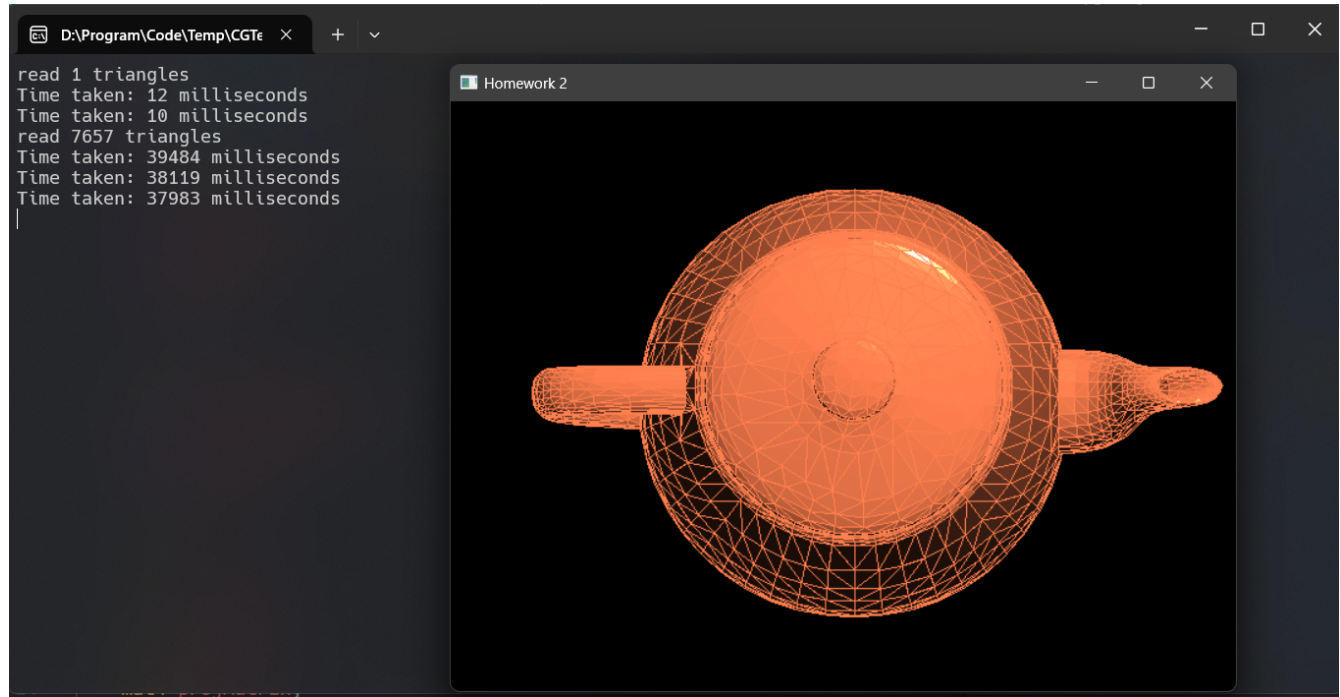 D:\Program\Code\Temp\CGTe
read 1 triangles
Time taken: 12 milliseconds
Time taken: 10 milliseconds
read 7657 triangles
Time taken: 39484 milliseconds
Time taken: 38119 milliseconds
Time taken: 37983 milliseconds
Homework 2